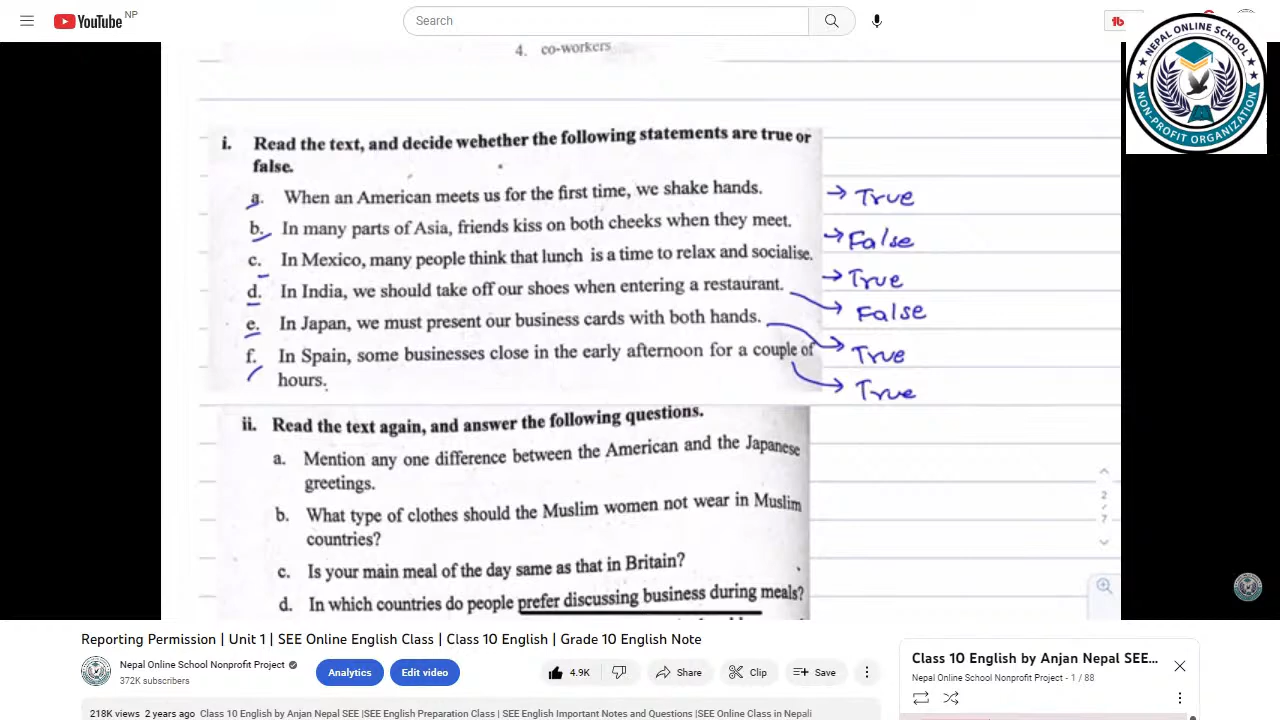 YouTube NP
Search
NEPAL ONLINE SCHOOL
NON-PROFIT ORGANIZATION
4. co-workers
i. Read the text, and decide wehether the following statements are true or
false.
a. When an American meets us for the first time, we shake hands. → True
b. In many parts of Asia, friends kiss on both cheeks when they meet. → False
c. In Mexico, many people think that lunch is a time to relax and socialise. → True
d. In India, we should take off our shoes when entering a restaurant. → False
e. In Japan, we must present our business cards with both hands. → True
f. In Spain, some businesses close in the early afternoon for a couple of → True
hours.
ii. Read the text again, and answer the following questions.
a. Mention any one difference between the American and the Japanese
greetings.
b. What type of clothes should the Muslim women not wear in Muslim
countries?
c. Is your main meal of the day same as that in Britain?
d. In which countries do people prefer discussing business during meals?
2
/
7
Reporting Permission | Unit 1 | SEE Online English Class | Class 10 English | Grade 10 English Note
Nepal Online School Nonprofit Project
372K subscribers
Analytics
Edit video
4.9K
Share
Clip
Save
218K views 2 years ago Class 10 English by Anjan Nepal SEE |SEE English Preparation Class | SEE English Important Notes and Questions |SEE Online Class in Nepali
Class 10 English by Anjan Nepal SEE...
Nepal Online School Nonprofit Project - 1 / 88